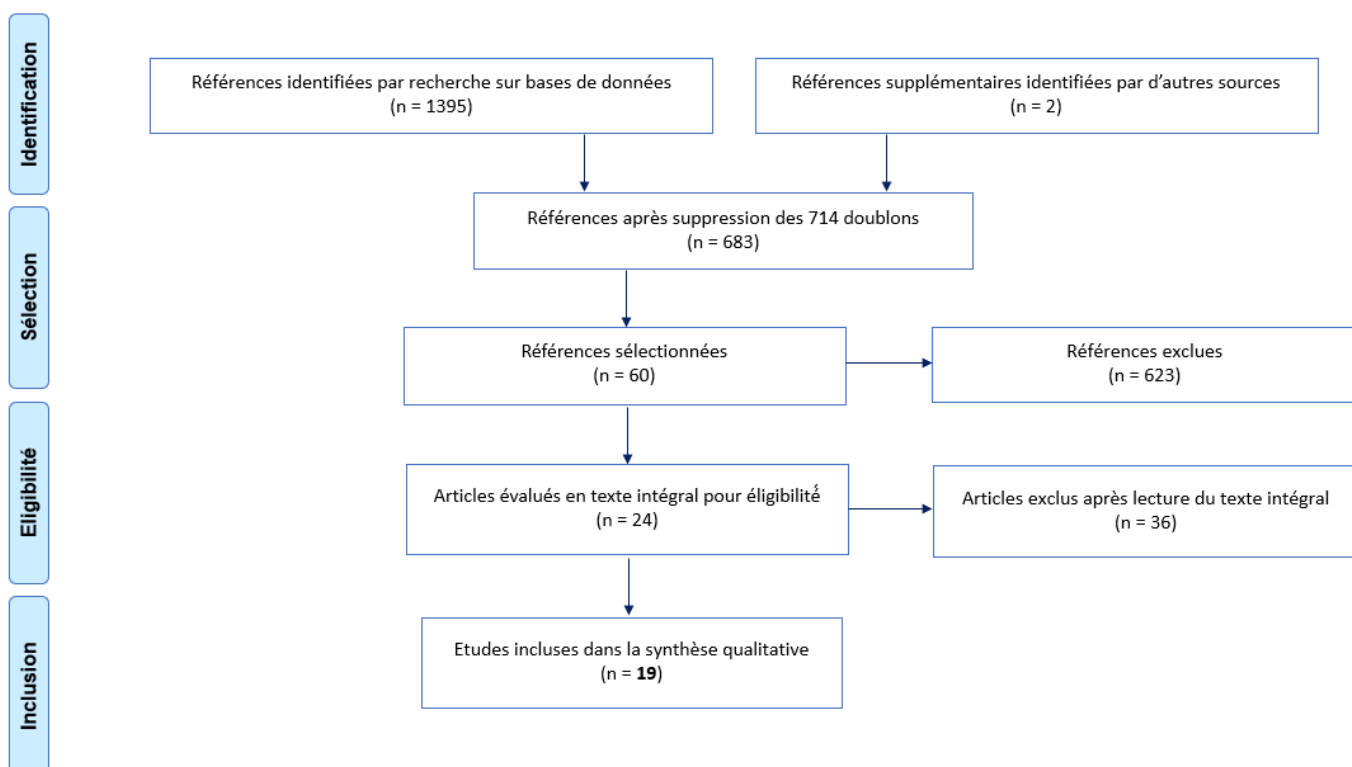 Identification
Références identifiées par recherche sur bases de données
(n = 1395)
Références supplémentaires identifiées par d'autres sources
(n = 2)
Références après suppression des 714 doublons
(n = 683)
Sélection
Références sélectionnées
(n = 60)
Références exclues
(n = 623)
Eligibilité
Articles évalués en texte intégral pour éligibilité
(n = 24)
Articles exclus après lecture du texte intégral
(n = 36)
Inclusion
Etudes incluses dans la synthèse qualitative
(n = 19)